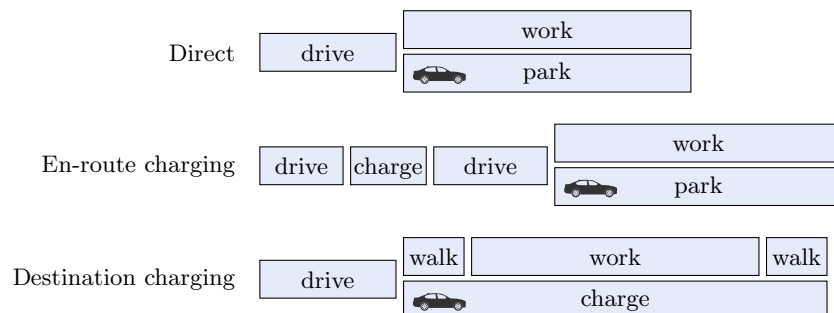 work
Direct
drive
park
work
En-route charging
drive charge drive
park
walk work walk
Destination charging
drive
charge